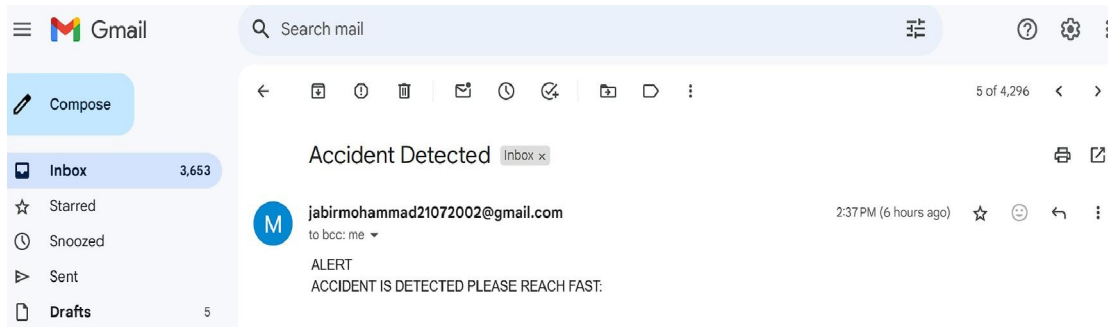 Gmail
Search mail
Compose
5 of 4,296
Accident Detected Inbox x
Inbox 3,653
Starred
jabirmohammad21072002@gmail.com 2:37 PM (6 hours ago)
M
to bcc: me
Snoozed
ALERT
Sent
ACCIDENT IS DETECTED PLEASE REACH FAST:
Drafts 5